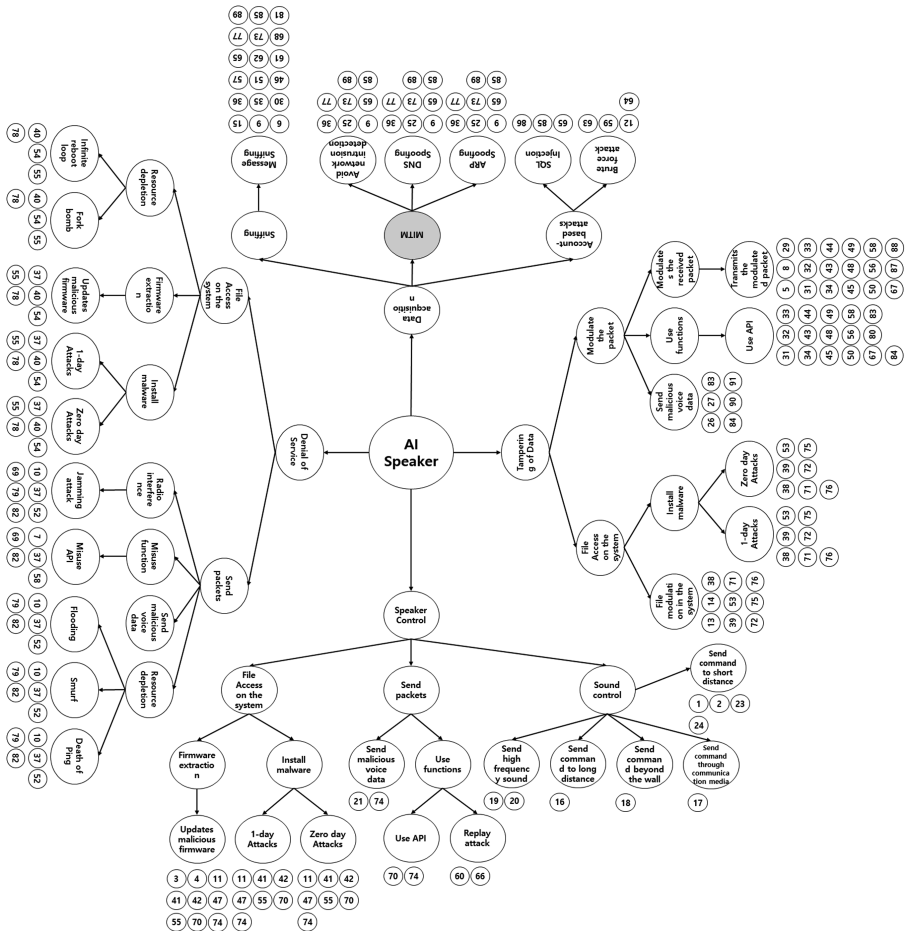 AI
Speaker
Data
acquisitio
n
Sniffing
Message
Sniffing
6 9 15
30 35 36
46 51 57
61 62 65
68 73 77
81 85 89
MITM
Avoid
network
intrusion
detection
9 25 36
65 73 77
85 89
DNS
Spoofing
9 25 36
65 73 77
85 89
ARP
Spoofing
9 25 36
65 73 77
85 89
Account-
based
attacks
SQL
Injection
65 85 86
Brute
force
attack
12 59 63
64
Denial of
Service
File
Access
on the
system
Resource
depletion
Infinite
reboot
loop
40 54 55
78
Fork
bomb
40 54 55
78
Firmware
extractio
n
Updates
malicious
firmware
37 40 54
55 78
Install
malware
1-day
Attacks
37 40 54
55 78
Zero day
Attacks
37 40 54
55 78
Send
packets
Radio
interfere
nce
Jamming
attack
10 37 52
69 79 82
Misuse
function
Misuse
API
7 37 58
69 82
Send
malicious
voice
data
Resource
depletion
Flooding
10 37 52
79 82
Smurf
10 37 52
79 82
Death of
Ping
10 37 52
79 82
Tamperin
g of Data
Modulate
the
packet
Modulate
s the
received
packet
Transmits
the
modulate
d packet
5 8 29
31 32 33
34 43 44
45 48 49
50 56 58
67 87 88
Use
functions
Use API
31 32 33
34 43 44
45 48 49
50 56 58
67 80 83
84
Send
malicious
voice
data
26 27 83
84 90 91
File
Access
on the
system
Install
malware
Zero day
Attacks
38 39 53
71 72 75
76
1-day
Attacks
38 39 53
71 72 75
76
File
modulati
on in the
system
13 14 38
39 53 71
72 75 76
Speaker
Control
File
Access
on the
system
Firmware
extractio
n
Updates
malicious
firmware
3 4 11
41 42 47
55 70 74
Install
malware
1-day
Attacks
11 41 42
47 55 70
74
Zero day
Attacks
11 41 42
47 55 70
74
Send
packets
Send
malicious
voice
data
21 74
Use
functions
Use API
70 74
Replay
attack
60 66
Sound
control
Send
command
to short
distance
1 2 23
24
Send
high
frequenc
y sound
19 20
Send
comman
d to long
distance
16
Send
comman
d beyond
the wall
18
Send
command
through
communica
tion media
17